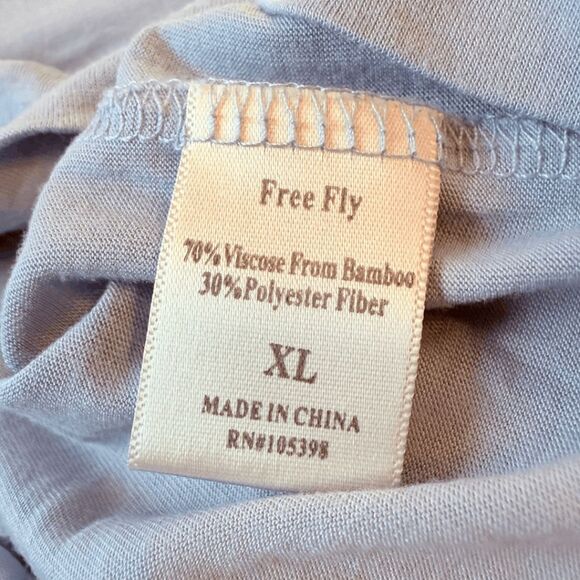 Free Fly
70%Viscose From Bamboo
30%Polyester Fiber
XL
MADE IN CHINA
RN#105398